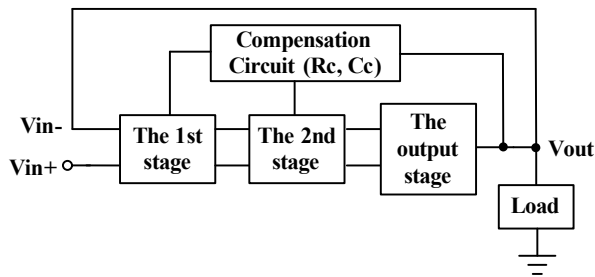 Compensation
Circuit (Rc, Cc)
Vin-
Vin+
The 1st
stage
The 2nd
stage
The
output
stage
Vout
Load